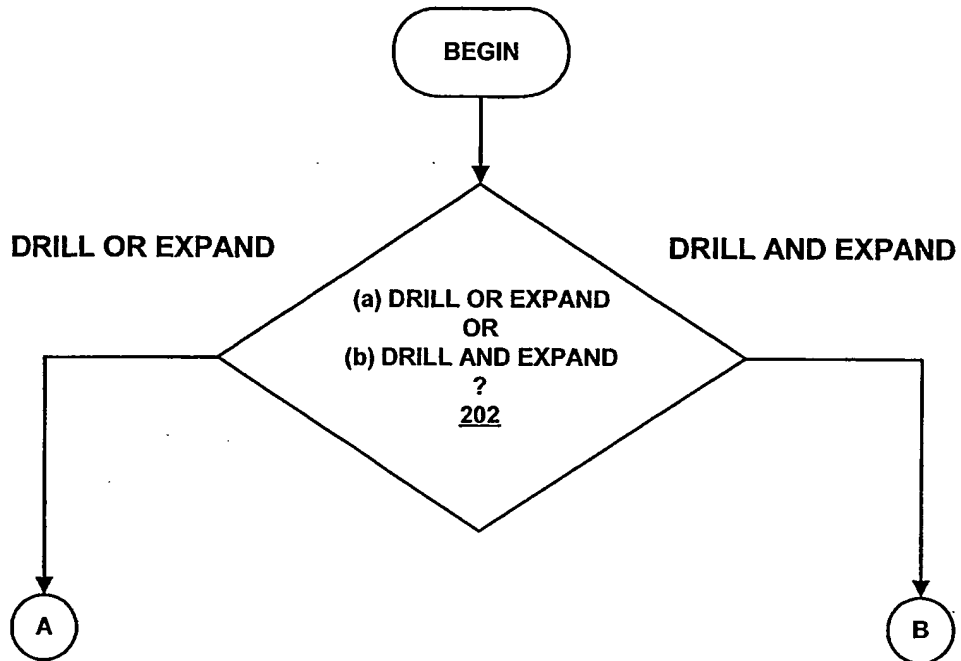 BEGIN
DRILL OR EXPAND
DRILL AND EXPAND
(a) DRILL OR EXPAND
OR
(b) DRILL AND EXPAND
?
202
A
B